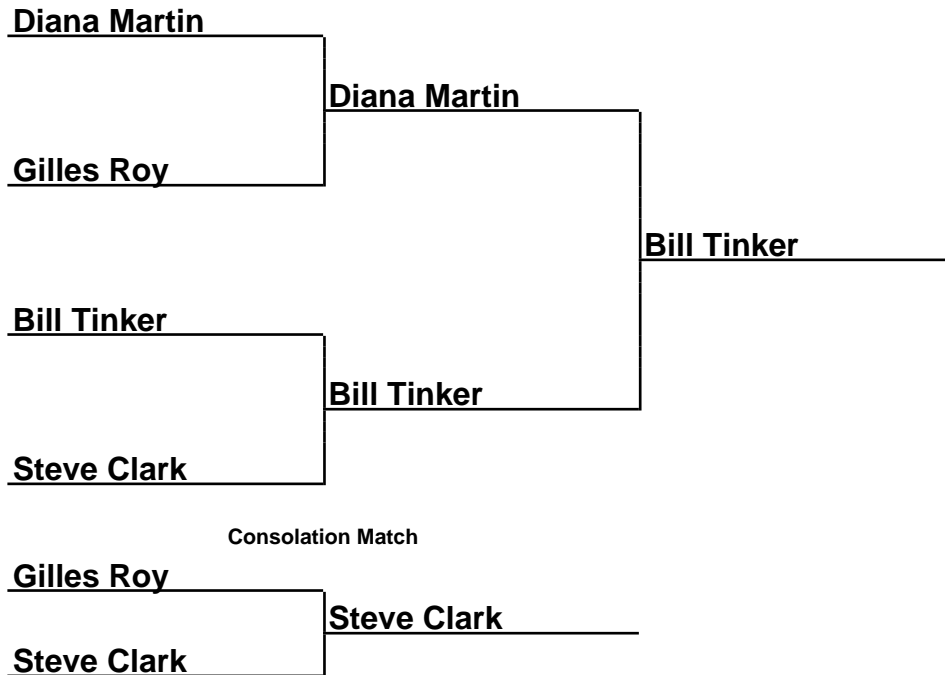 Diana Martin
Diana Martin
Gilles Roy
Bill Tinker
Bill Tinker
Bill Tinker
Steve Clark
Consolation Match
Gilles Roy
Steve Clark
Steve Clark